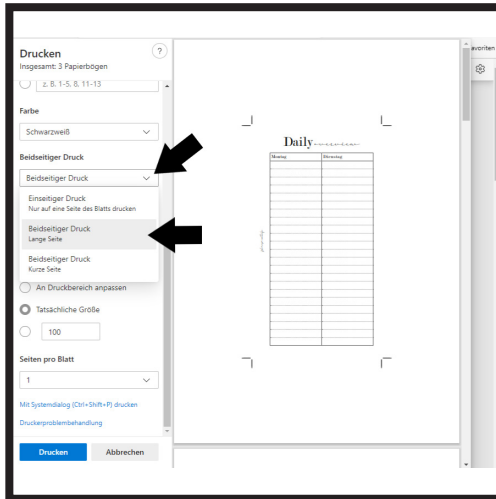 Drucken
?
Insgesamt: 3 Papierbögen
z. B. 1-5, 8, 11-13
Farbe
Schwarzweiß
Beidseitiger Druck
Beidseitiger Druck
Einseitiger Druck
Nur auf eine Seite des Blatts drucken
Beidseitiger Druck
Lange Seite
Beidseitiger Druck
Kurze Seite
An Druckbereich anpassen
Tatsächliche Größe
100
Seiten pro Blatt
1
Mit Systemdialog (Ctrl+Shift+P) drucken
Druckerproblembehandlung
Drucken
Abbrechen
Daily
Montag
Dienstag
avoriten